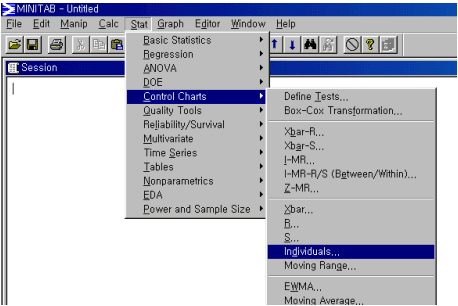 MINITAB - Untitled
File Edit Manip Calc Stat Graph Editor Window Help
Session
Basic Statistics
Regression
ANOVA
DOE
Control Charts
Quality Tools
Reliability/Survival
Multivariate
Time Series
Tables
Nonparametrics
EDA
Power and Sample Size
Define Tests...
Box-Cox Transformation...
Xbar-R...
Xbar-S...
I-MR...
I-MR-R/S (Between/Within)...
Z-MR...
Xbar...
R...
S...
Individuals...
Moving Range...
EWMA...
Moving Average...